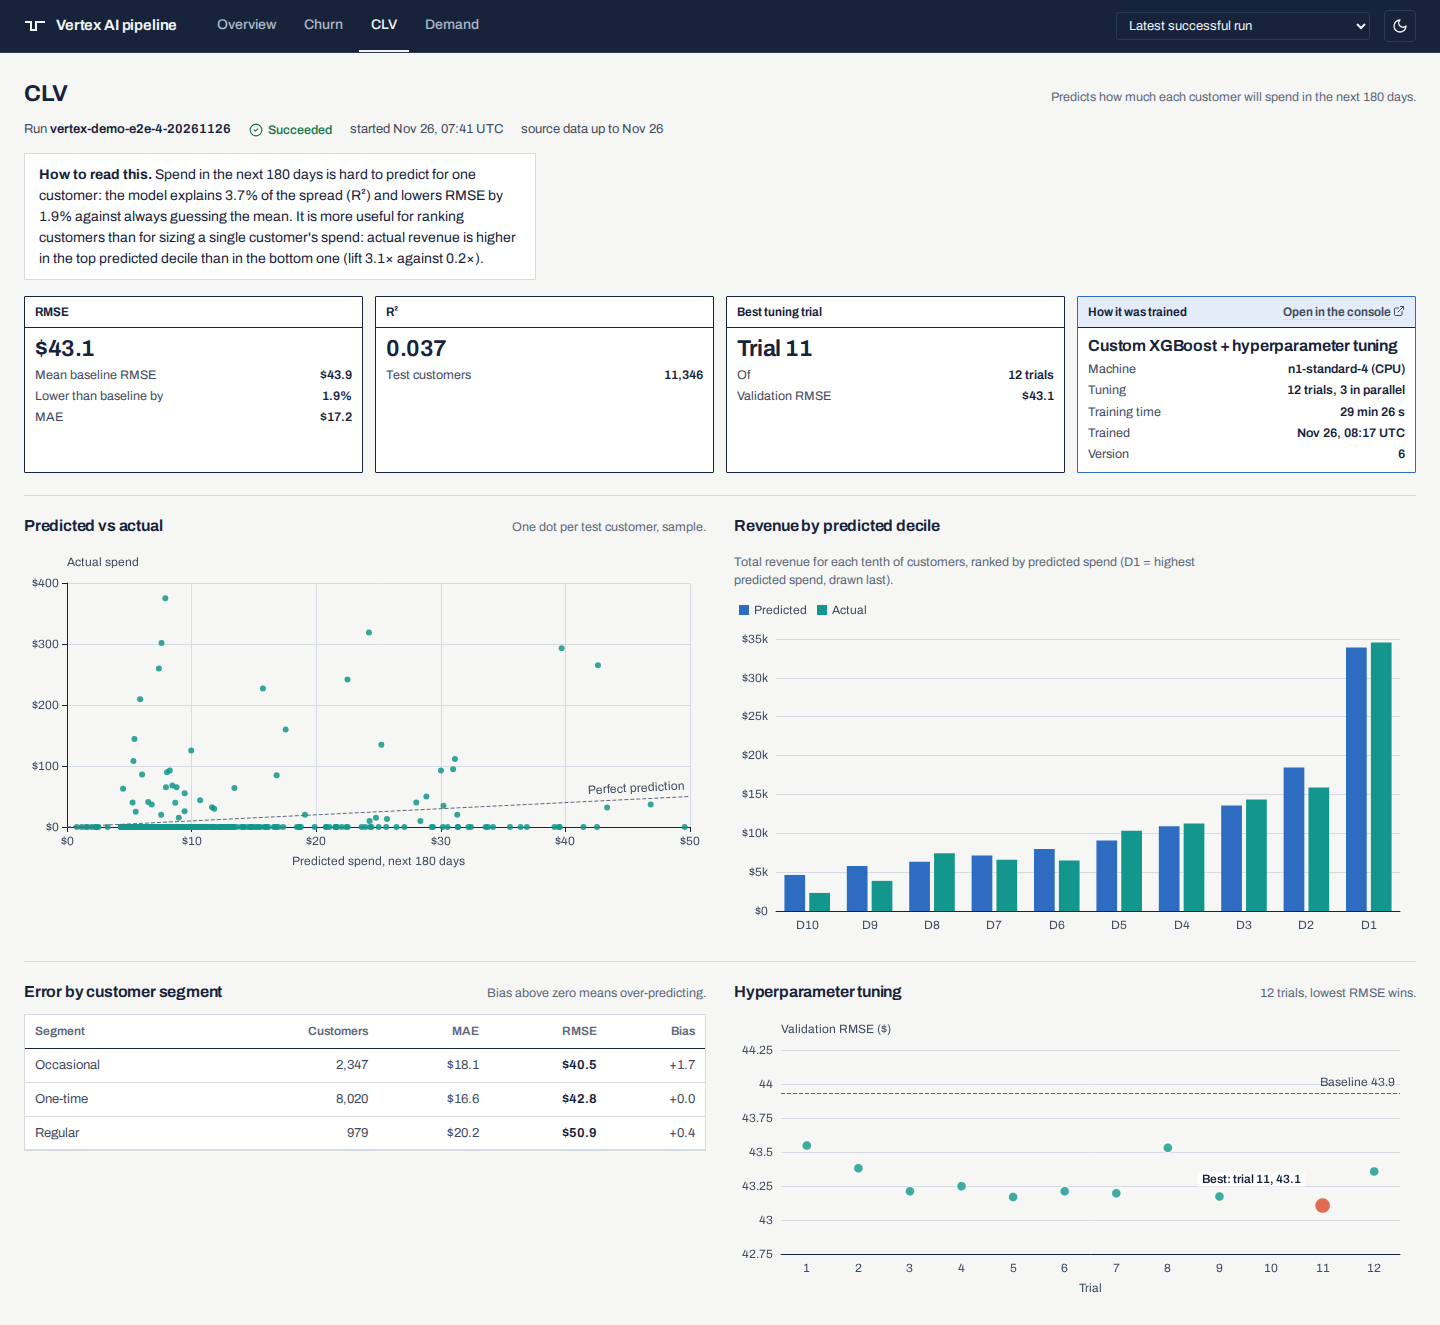 Vertex AI pipeline
Overview
Churn
CLV
Demand
Latest successful run
CLV
Predicts how much each customer will spend in the next 180 days.
Run vertex-demo-e2e-4-20261126
Succeeded
started Nov 26, 07:41 UTC
source data up to Nov 26
How to read this. Spend in the next 180 days is hard to predict for one
customer: the model explains 3.7% of the spread (R²) and lowers RMSE by
1.9% against always guessing the mean. It is more useful for ranking
customers than for sizing a single customer's spend: actual revenue is higher
in the top predicted decile than in the bottom one (lift 3.1× against 0.2×).
RMSE
$43.1
Mean baseline RMSE $43.9
Lower than baseline by 1.9%
MAE $17.2
R²
0.037
Test customers 11,346
Best tuning trial
Trial 11
Of 12 trials
Validation RMSE $43.1
How it was trained Open in the console
Custom XGBoost + hyperparameter tuning
Machine n1-standard-4 (CPU)
Tuning 12 trials, 3 in parallel
Training time 29 min 26 s
Trained Nov 26, 08:17 UTC
Version 6
Predicted vs actual
One dot per test customer, sample.
Actual spend
$400
$300
$200
$100
$0
Perfect prediction
$0 $10 $20 $30 $40 $50
Predicted spend, next 180 days
Revenue by predicted decile
Total revenue for each tenth of customers, ranked by predicted spend (D1 = highest
predicted spend, drawn last).
Predicted Actual
$35k
$30k
$25k
$20k
$15k
$10k
$5k
$0
D10 D9 D8 D7 D6 D5 D4 D3 D2 D1
Error by customer segment
Bias above zero means over-predicting.
Segment Customers MAE RMSE Bias
Occasional 2,347 $18.1 $40.5 +1.7
One-time 8,020 $16.6 $42.8 +0.0
Regular 979 $20.2 $50.9 +0.4
Hyperparameter tuning
12 trials, lowest RMSE wins.
Validation RMSE ($)
44.25
44
43.75
43.5
43.25
43
42.75
Baseline 43.9
Best: trial 11, 43.1
1 2 3 4 5 6 7 8 9 10 11 12
Trial